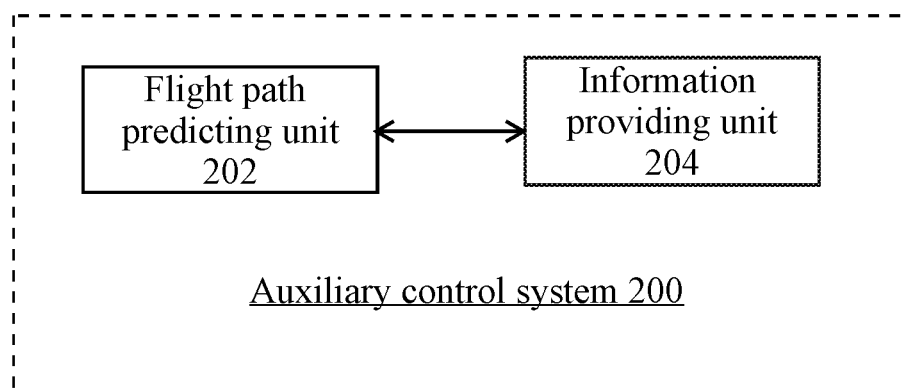 Flight path
predicting unit
202
Information
providing unit
204
Auxiliary control system 200